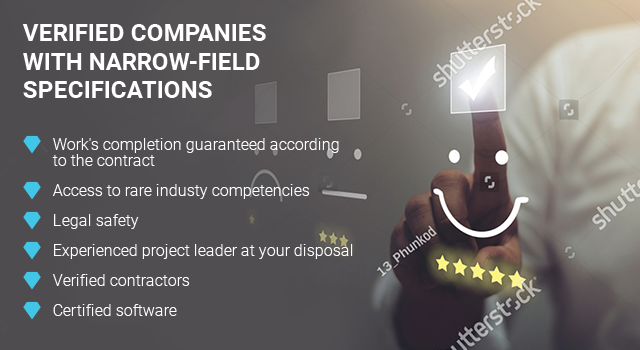 VERIFIED COMPANIES
WITH NARROW-FIELD
SPECIFICATIONS
Work's completion guaranteed according
to the contract
Access to rare industy competencies
Legal safety
Experienced project leader at your disposal
Verified contractors
Certified software
shutterstock
13_Phunkod
shutterstock
shutterstock